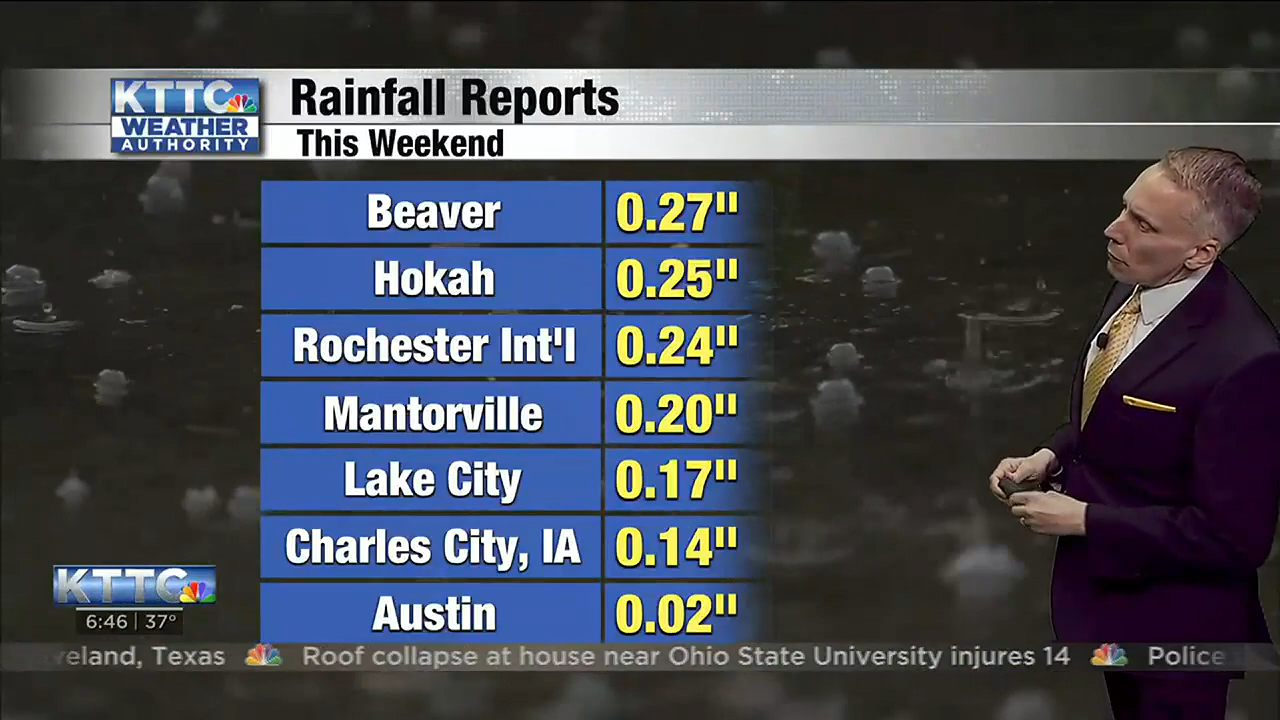 KTTC
WEATHER
AUTHORITY
Rainfall Reports
This Weekend
Beaver 0.27"
Hokah 0.25"
Rochester Int'l 0.24"
Mantorville 0.20"
Lake City 0.17"
Charles City, IA 0.14"
Austin 0.02"
KTTC
6:46 | 37°
veland, Texas Roof collapse at house near Ohio State University injures 14 Police